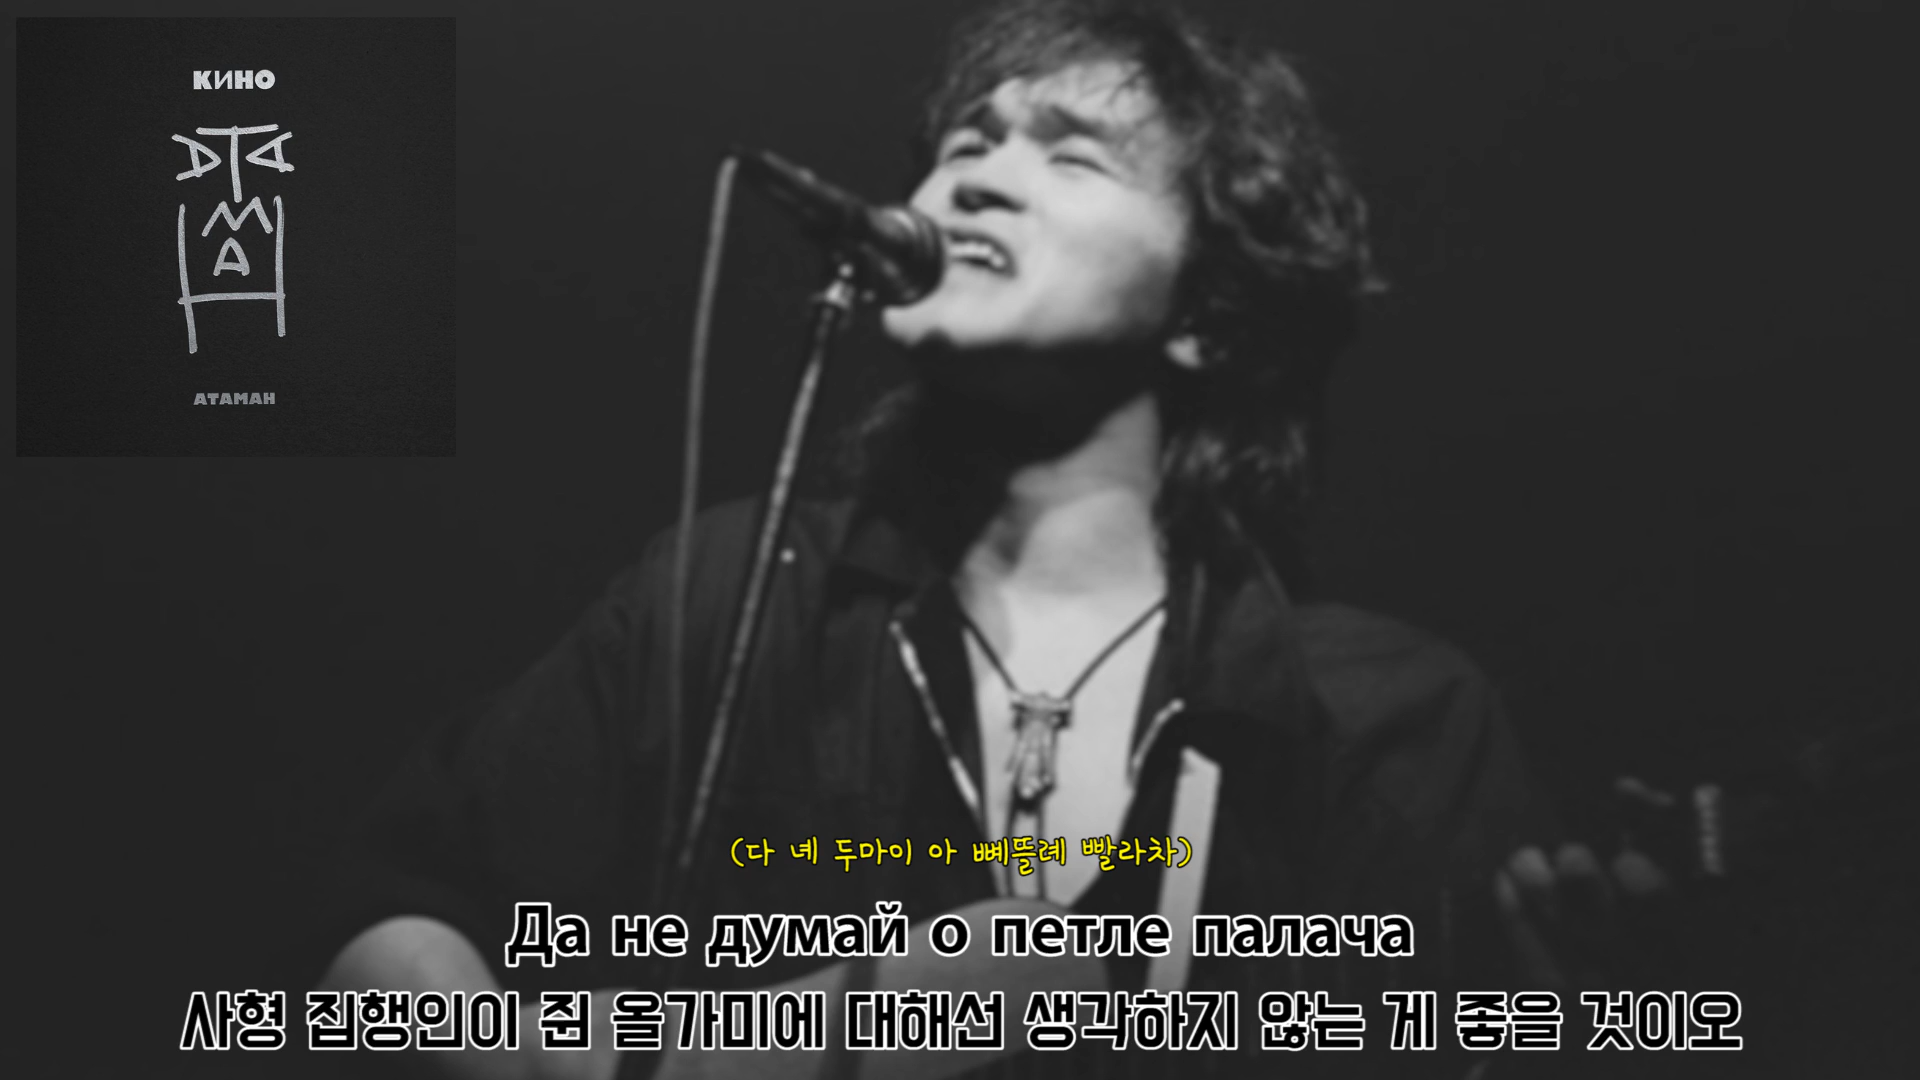 КИНО
АТА
М
А
Н
АТАМАН
(다 녜 두마이 아 뻬뜰례 빨라차)
Да не думай о петле палача
사형 집행인이 쥔 올가미에 대해선 생각하지 않는 게 좋을 것이오